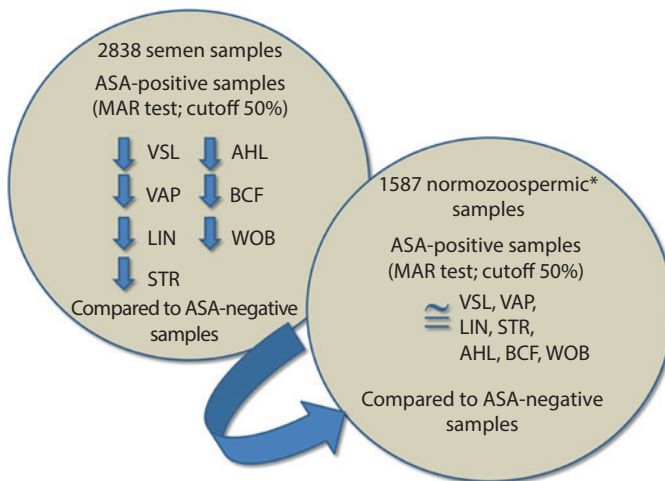 2838 semen samples
ASA-positive samples
(MAR test; cutoff 50%)
VSL AHL
VAP BCF
LIN WOB
STR
Compared to ASA-negative
samples
1587 normozoospermic*
samples
ASA-positive samples
(MAR test; cutoff 50%)
≅ VSL, VAP,
LIN, STR,
AHL, BCF, WOB
Compared to ASA-negative
samples